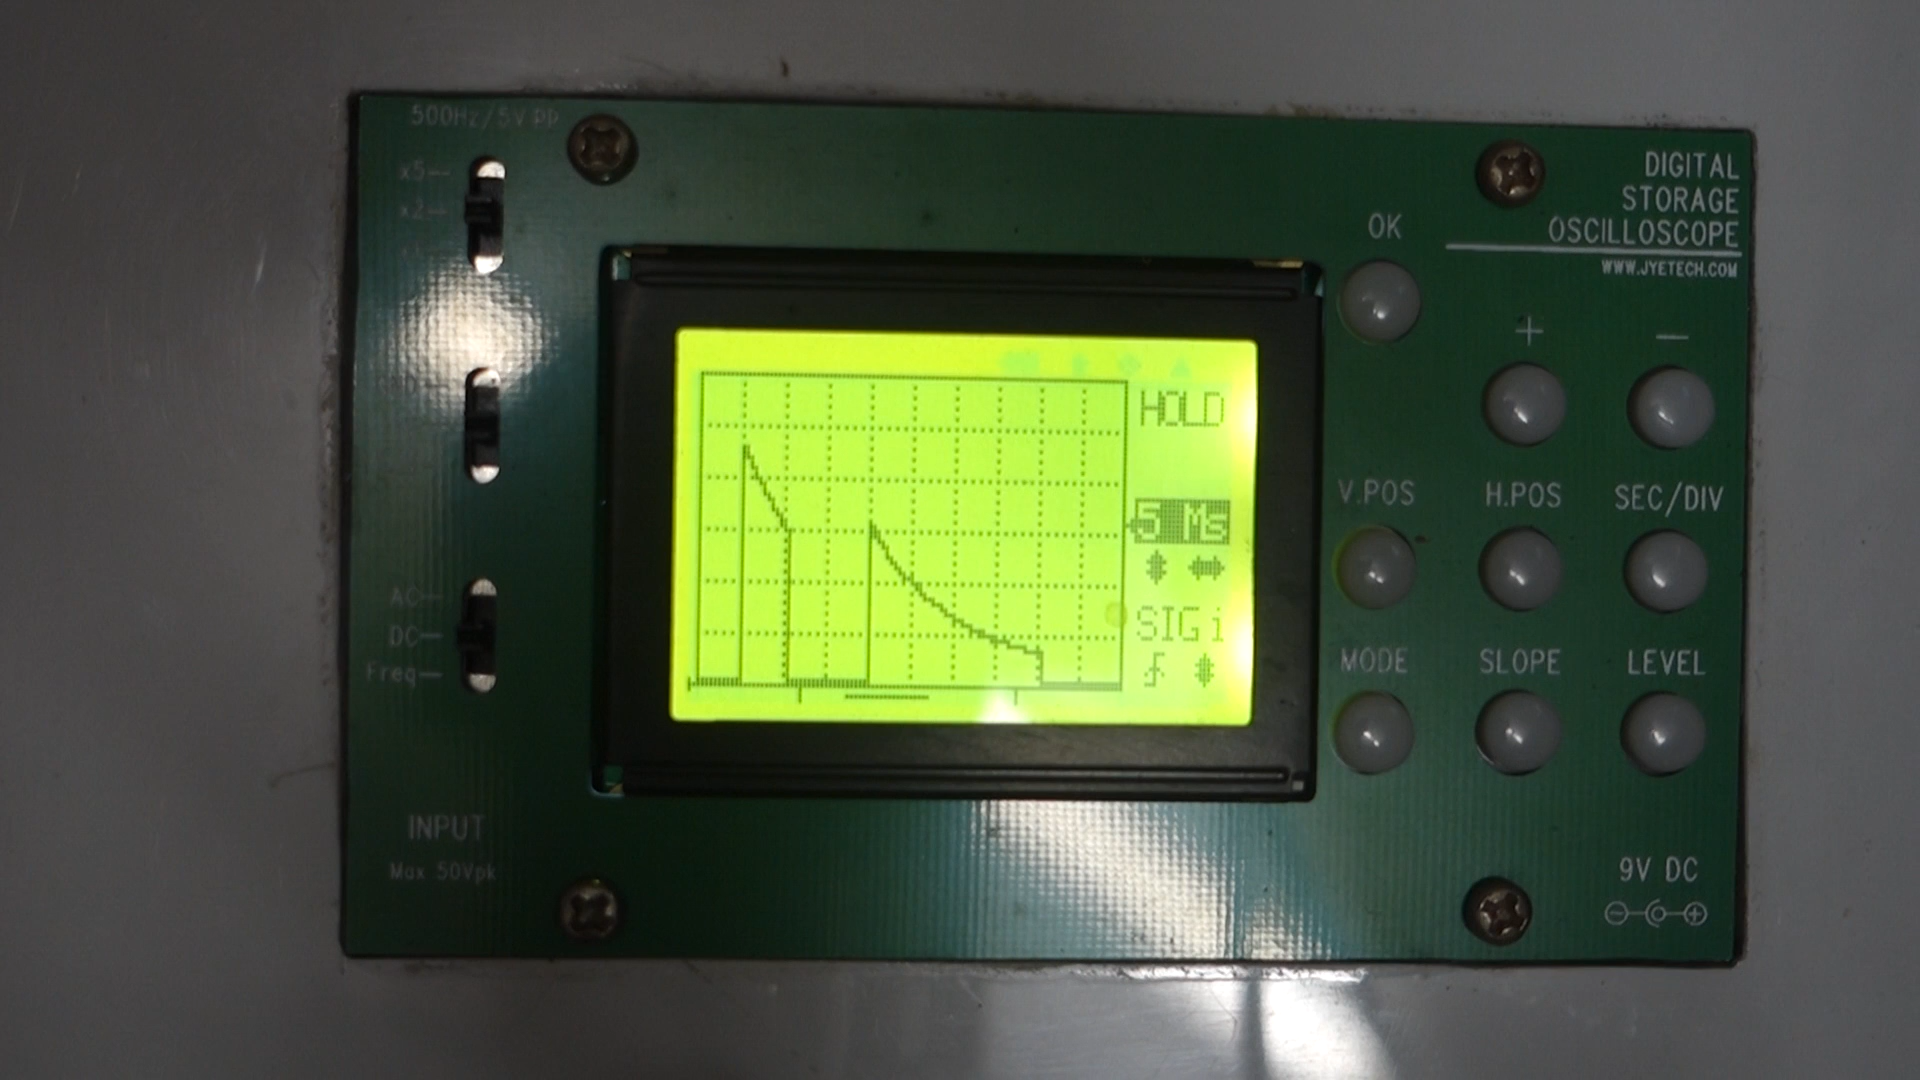 500Hz/5V PP
x5
x2
DIGITAL
STORAGE
OSCILLOSCOPE
WWW.JYETECH.COM
OK
+
−
HOLD
5 Ms
SIG i
V.POS
H.POS
SEC/DIV
AC
DC
Freq
MODE
SLOPE
LEVEL
INPUT
Max 50Vpk
9V DC